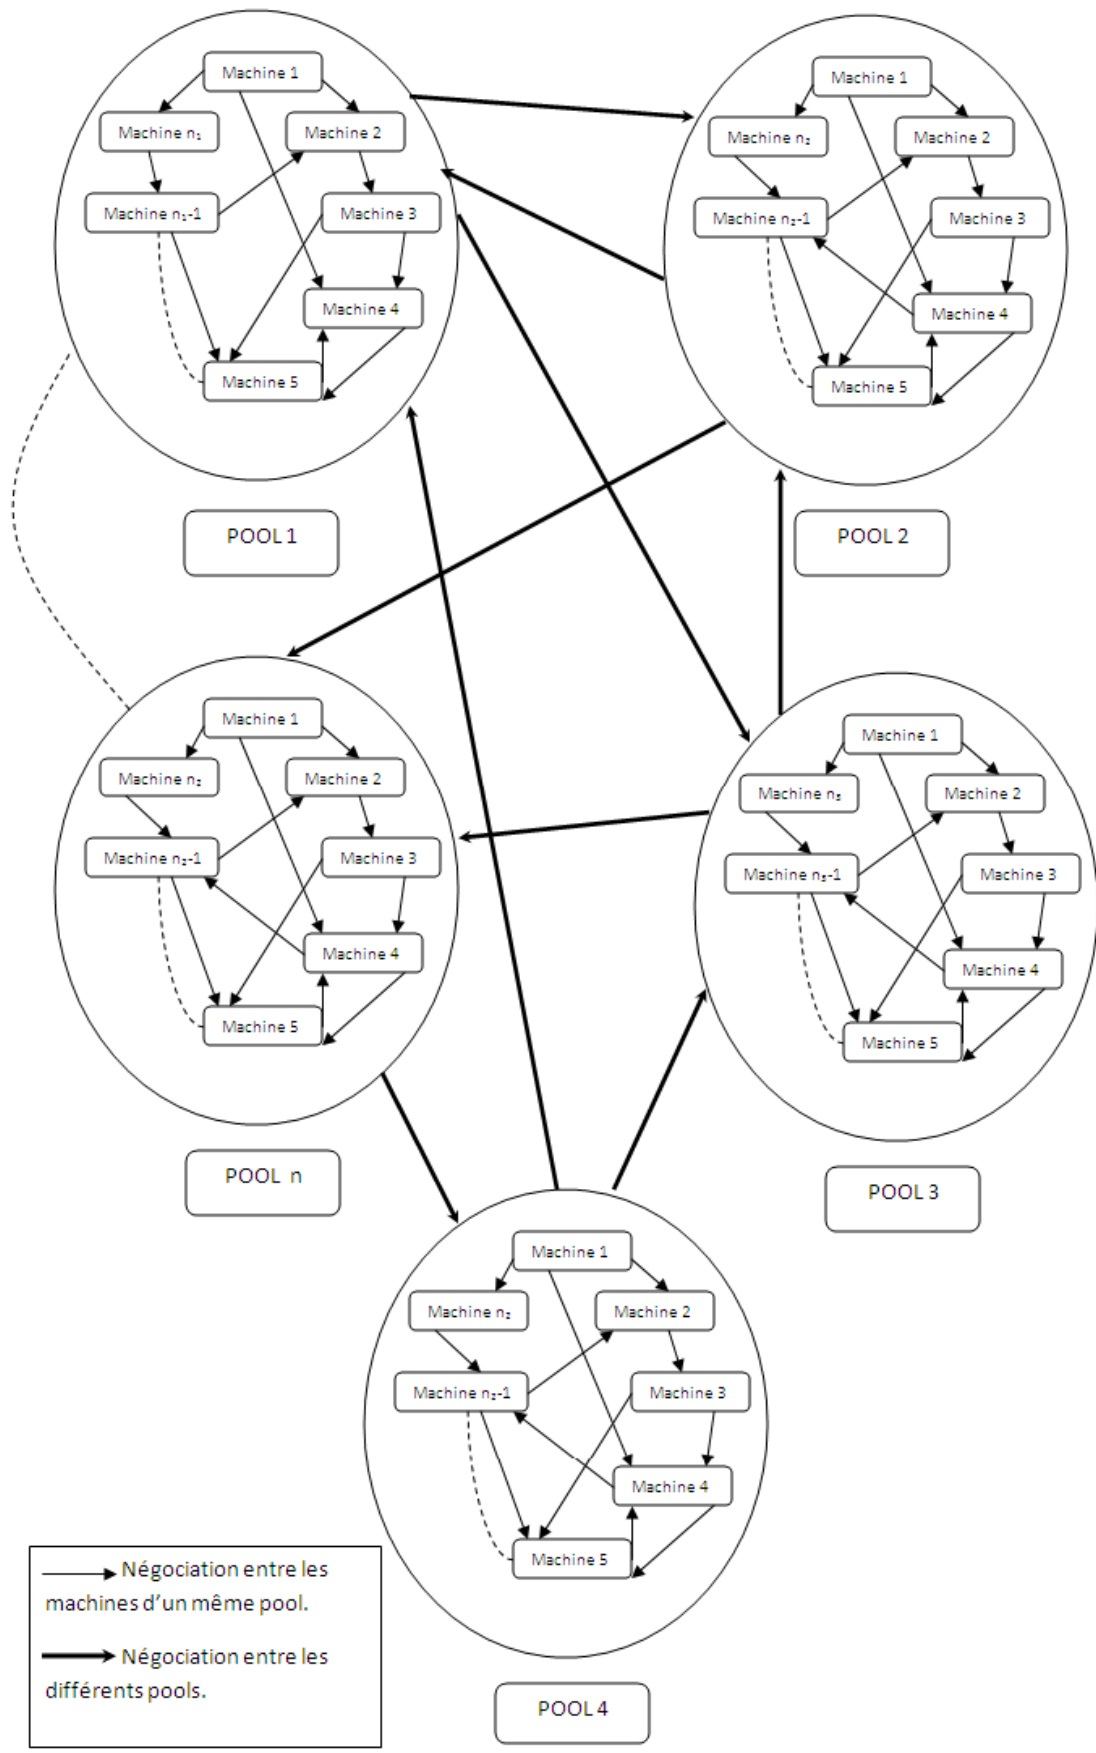 Machine 1
Machine n₁
Machine 2
Machine n₁-1
Machine 3
Machine 4
Machine 5
POOL 1
Machine 1
Machine n₂
Machine 2
Machine n₂-1
Machine 3
Machine 4
Machine 5
POOL 2
Machine 1
Machine n₂
Machine 2
Machine n₂-1
Machine 3
Machine 4
Machine 5
POOL n
Machine 1
Machine n₃
Machine 2
Machine n₃-1
Machine 3
Machine 4
Machine 5
POOL 3
Machine 1
Machine n₂
Machine 2
Machine n₂-1
Machine 3
Machine 4
Machine 5
POOL 4
Négociation entre les
machines d'un même pool.
Négociation entre les
différents pools.